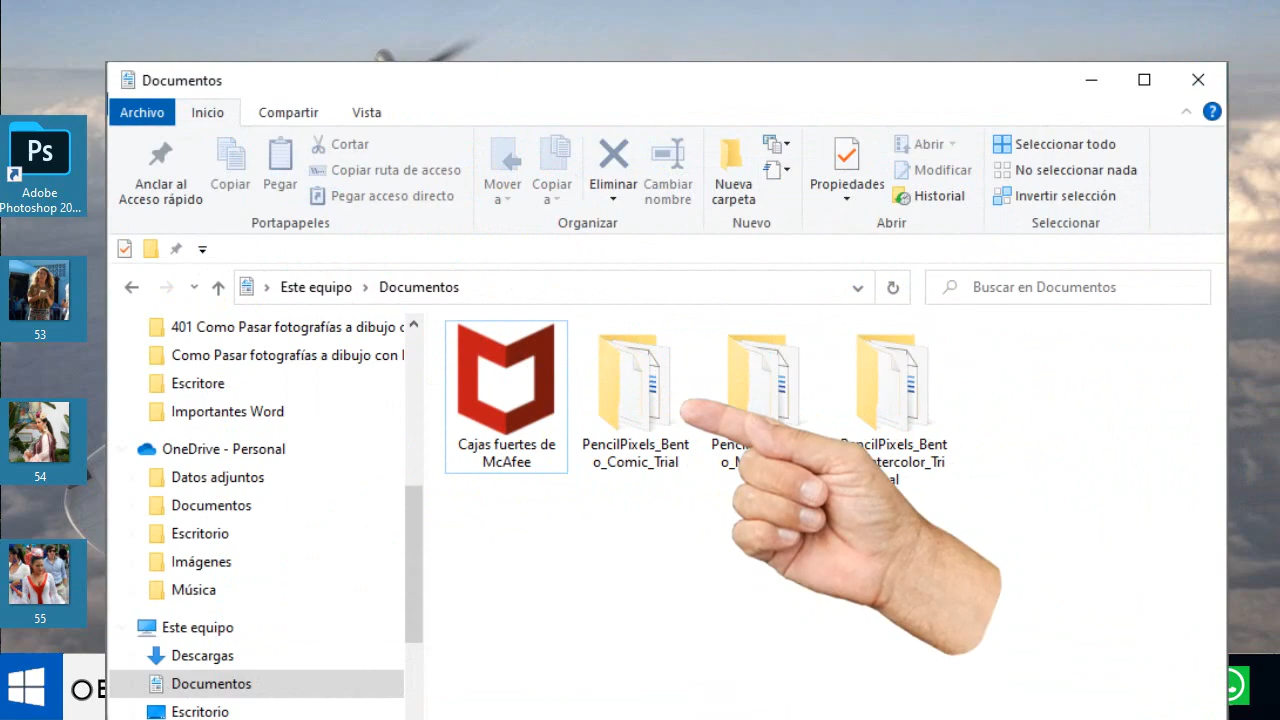 Documentos
Archivo
Inicio
Compartir
Vista
?
Anclar al
Acceso rápido
Copiar
Pegar
Cortar
Copiar ruta de acceso
Pegar acceso directo
Portapapeles
Mover
a
Copiar
a
Eliminar
Cambiar
nombre
Organizar
Nueva
carpeta
Nuevo
Propiedades
Abrir
Modificar
Historial
Abrir
Seleccionar todo
No seleccionar nada
Invertir selección
Seleccionar
Este equipo
Documentos
Buscar en Documentos
401 Como Pasar fotografías a dibujo
Como Pasar fotografías a dibujo con
Escritore
Importantes Word
OneDrive - Personal
Datos adjuntos
Documentos
Escritorio
Imágenes
Música
Este equipo
Descargas
Documentos
Escritorio
Cajas fuertes de
McAfee
PencilPixels_Bent
o_Comic_Trial
PencilPixels_Bent
Ps
Adobe
Photoshop 20...
53
54
55